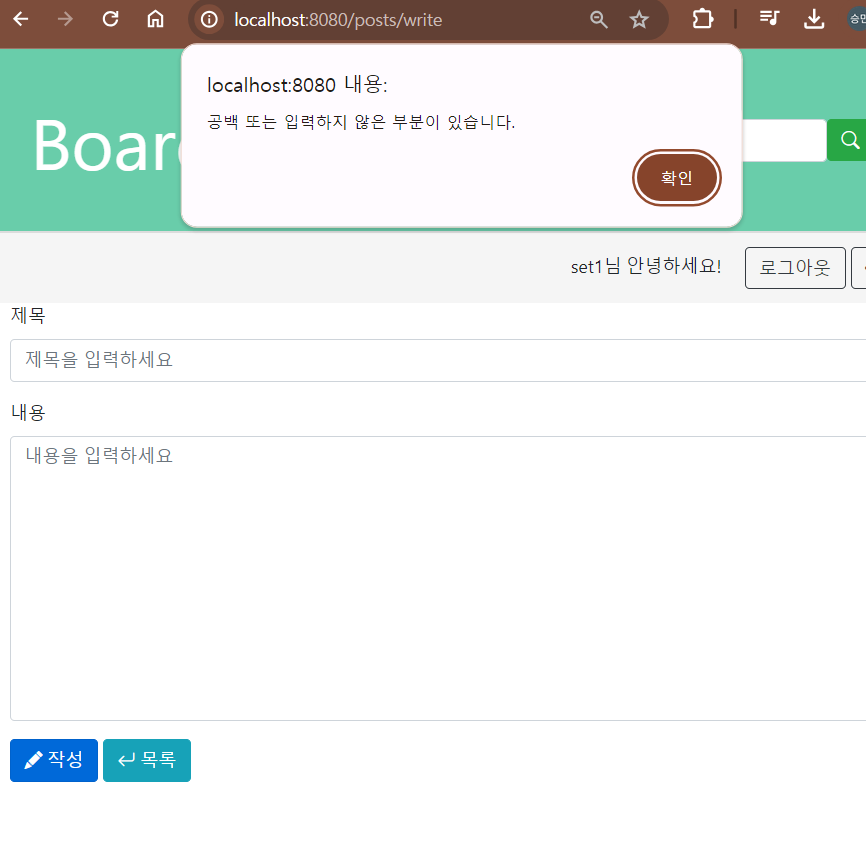 localhost:8080/posts/write
승민
localhost:8080 내용:
공백 또는 입력하지 않은 부분이 있습니다.
확인
Boar
set1님 안녕하세요!
로그아웃
제목
제목을 입력하세요
내용
내용을 입력하세요
작성
목록